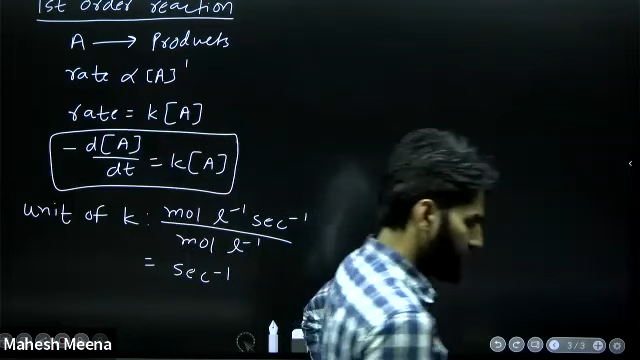 1st order reaction
A ⟶ Products
rate ∝ [A]¹
rate = k[A]
- d[A]/dt = k[A]
unit of k : mol l⁻¹ sec⁻¹ / mol l⁻¹
= sec-1
Mahesh Meena
3/3